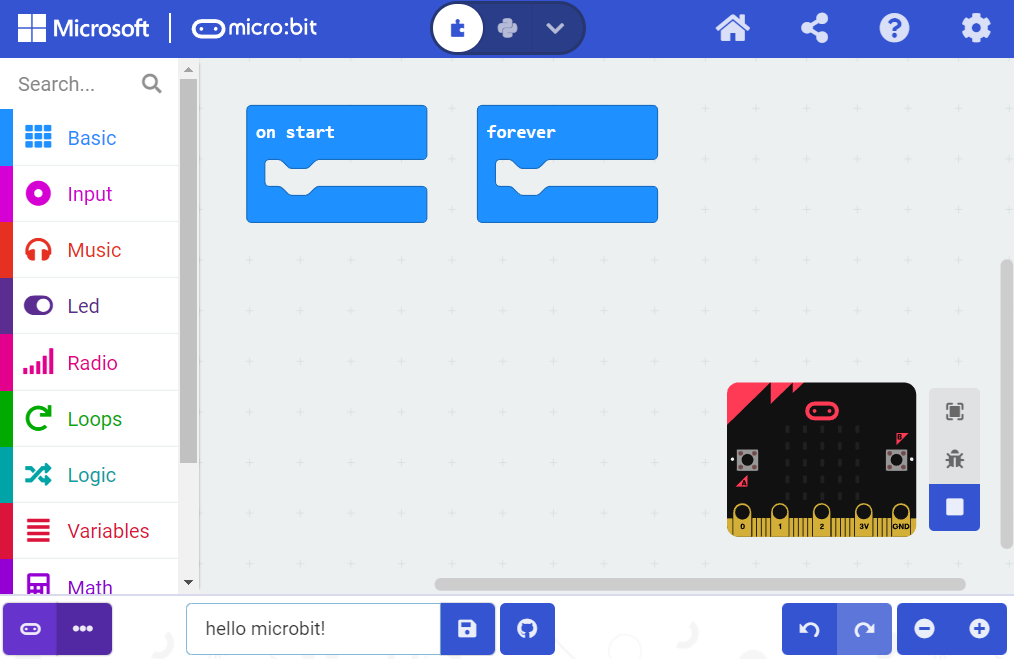 Microsoft
micro:bit
Search...
Basic
Input
Music
Led
Radio
Loops
Logic
Variables
Math
on start
forever
B
A
0 1 2 3V GND
hello microbit!